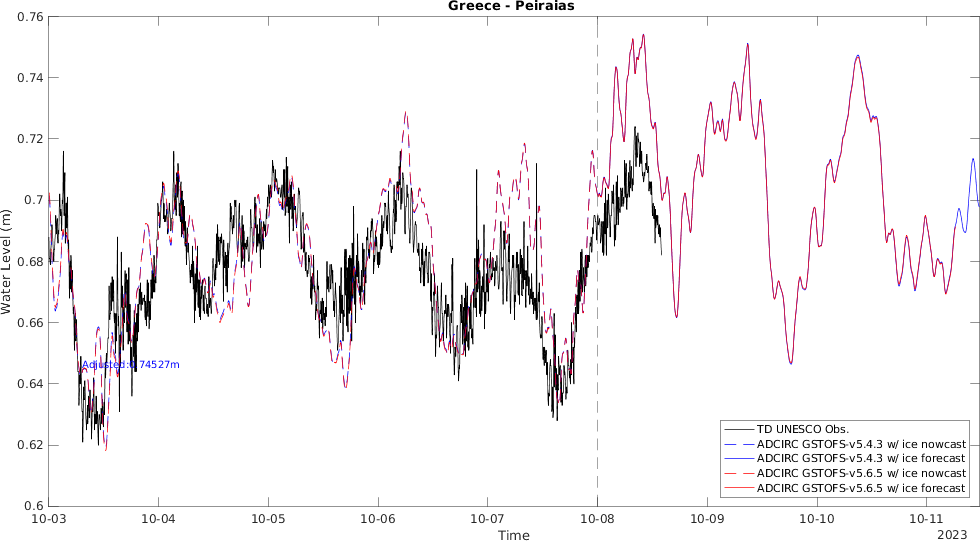 Greece - Peiraias
0.76
0.74
0.72
0.7
0.68
0.66
0.64
0.62
0.6
Water Level (m)
10-03
10-04
10-05
10-06
10-07
10-08
10-09
10-10
10-11
Time
2023
TD UNESCO Obs.
ADCIRC GSTOFS-v5.4.3 w/ ice nowcast
ADCIRC GSTOFS-v5.4.3 w/ ice forecast
ADCIRC GSTOFS-v5.6.5 w/ ice nowcast
ADCIRC GSTOFS-v5.6.5 w/ ice forecast